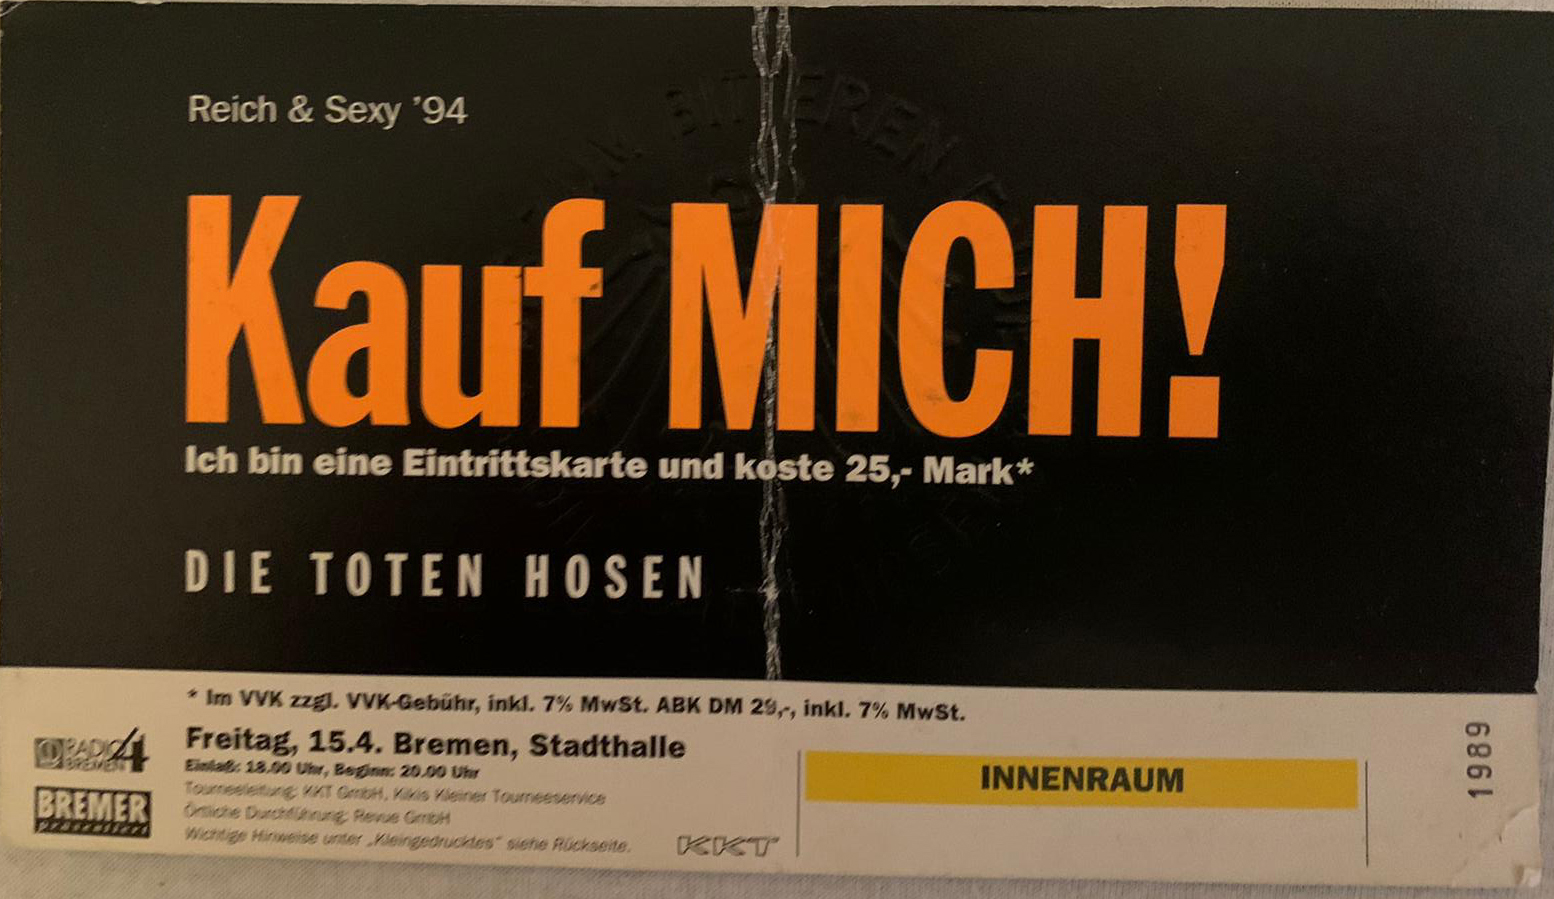 Reich & Sexy '94
Kauf MICH!
Ich bin eine Eintrittskarte und koste 25,- Mark*
DIE TOTEN HOSEN
* Im VVK zzgl. VVK-Gebühr, inkl. 7% MwSt. ABK DM 29,-, inkl. 7% MwSt.
Freitag, 15.4. Bremen, Stadthalle
Einlaß: 18.00 Uhr, Beginn: 20.00 Uhr
Tourneeleitung: KKT GmbH, Kikis Kleiner Tourneeservice
Örtliche Durchführung: Revue GmbH
Wichtige Hinweise unter „Kleingedrucktes" siehe Rückseite.
RADIO 4
BREMEN
BREMER
präsentiert
KKT
INNENRAUM
1989
BITTEREN